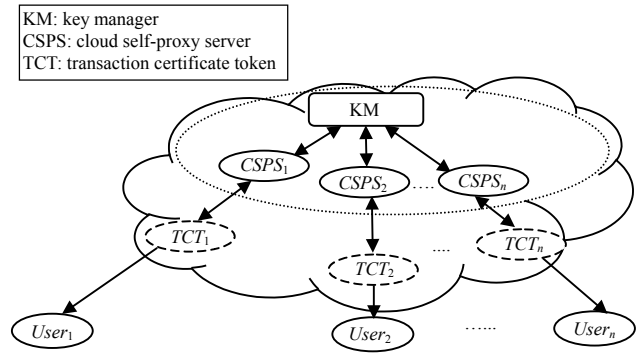 KM: key manager
CSPS: cloud self-proxy server
TCT: transaction certificate token
KM
CSPS1
CSPS2
.....
CSPSn
TCT1
TCT2
....
TCTn
User1
User2
.......
Usern